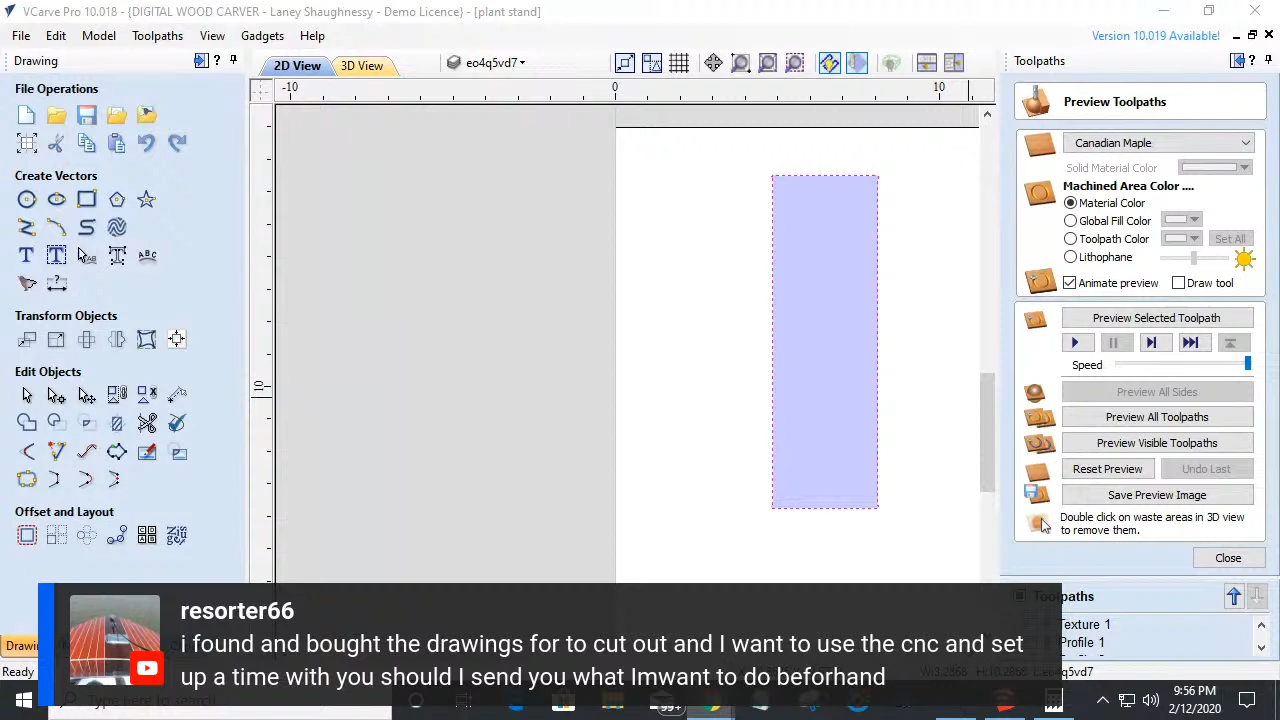 VCarve Pro 10.018 - {DIGITAL WOOD CARVER - Laney Shaughnessy - Demo Licence} - [plant stand]
File Edit Model Toolpaths View Gadgets Help
Version 10.019 Available!
Drawing
2D View
3D View
eo4q5vd7
Toolpaths
-10
0
10
10
File Operations
Create Vectors
Transform Objects
Edit Objects
Offset and Layout
Preview Toolpaths
Canadian Maple
Solid Material Color
Machined Area Color ....
Material Color
Global Fill Color
Toolpath Color
Set All
Lithophane
Animate preview
Draw tool
Preview Selected Toolpath
Speed
Preview All Sides
Preview All Toolpaths
Preview Visible Toolpaths
Reset Preview
Undo Last
Save Preview Image
Double click on waste areas in 3D view
to remove them.
Close
Toolpaths
Texture 1
Profile 1
resorter66
i found and bought the drawings for to cut out and I want to use the cnc and set
up a time with you should I send you what Imwant to do beforhand
Ready
Type here to search
99+
9:56 PM
2/12/2020